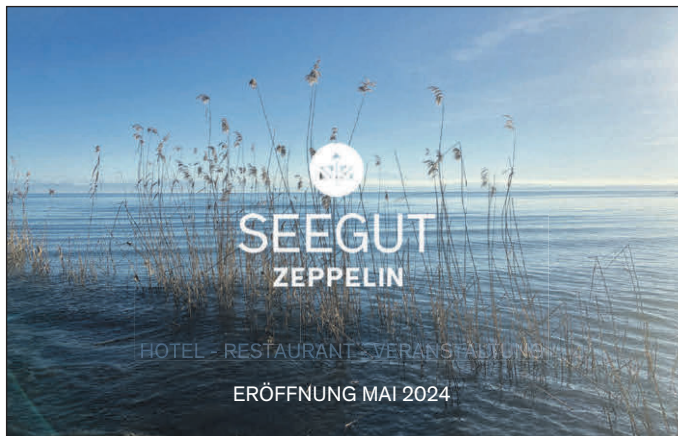 SEEGUT
ZEPPELIN
HOTEL - RESTAURANT - VERANSTALTUNG
ERÖFFNUNG MAI 2024